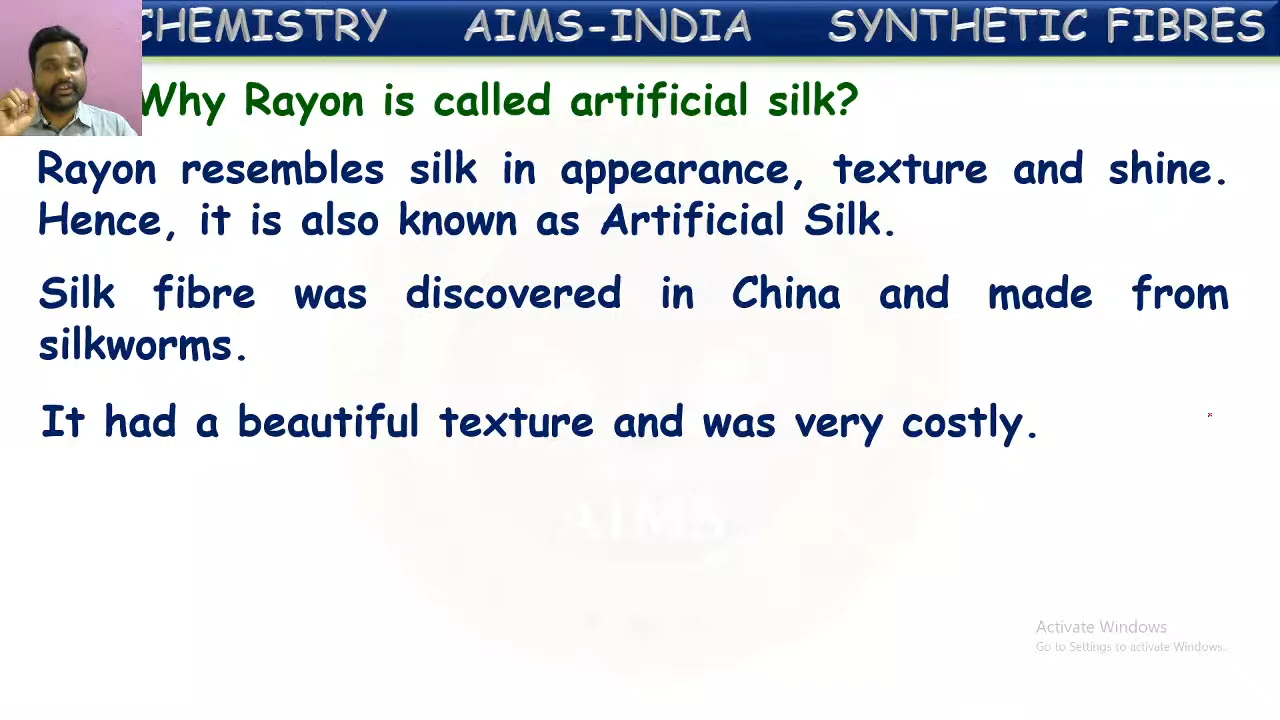 CHEMISTRY AIMS-INDIA SYNTHETIC FIBRES
Why Rayon is called artificial silk?
Rayon resembles silk in appearance, texture and shine.
Hence, it is also known as Artificial Silk.
Silk fibre was discovered in China and made from
silkworms.
It had a beautiful texture and was very costly.
AIMS
Activate Windows
Go to Settings to activate Windows.